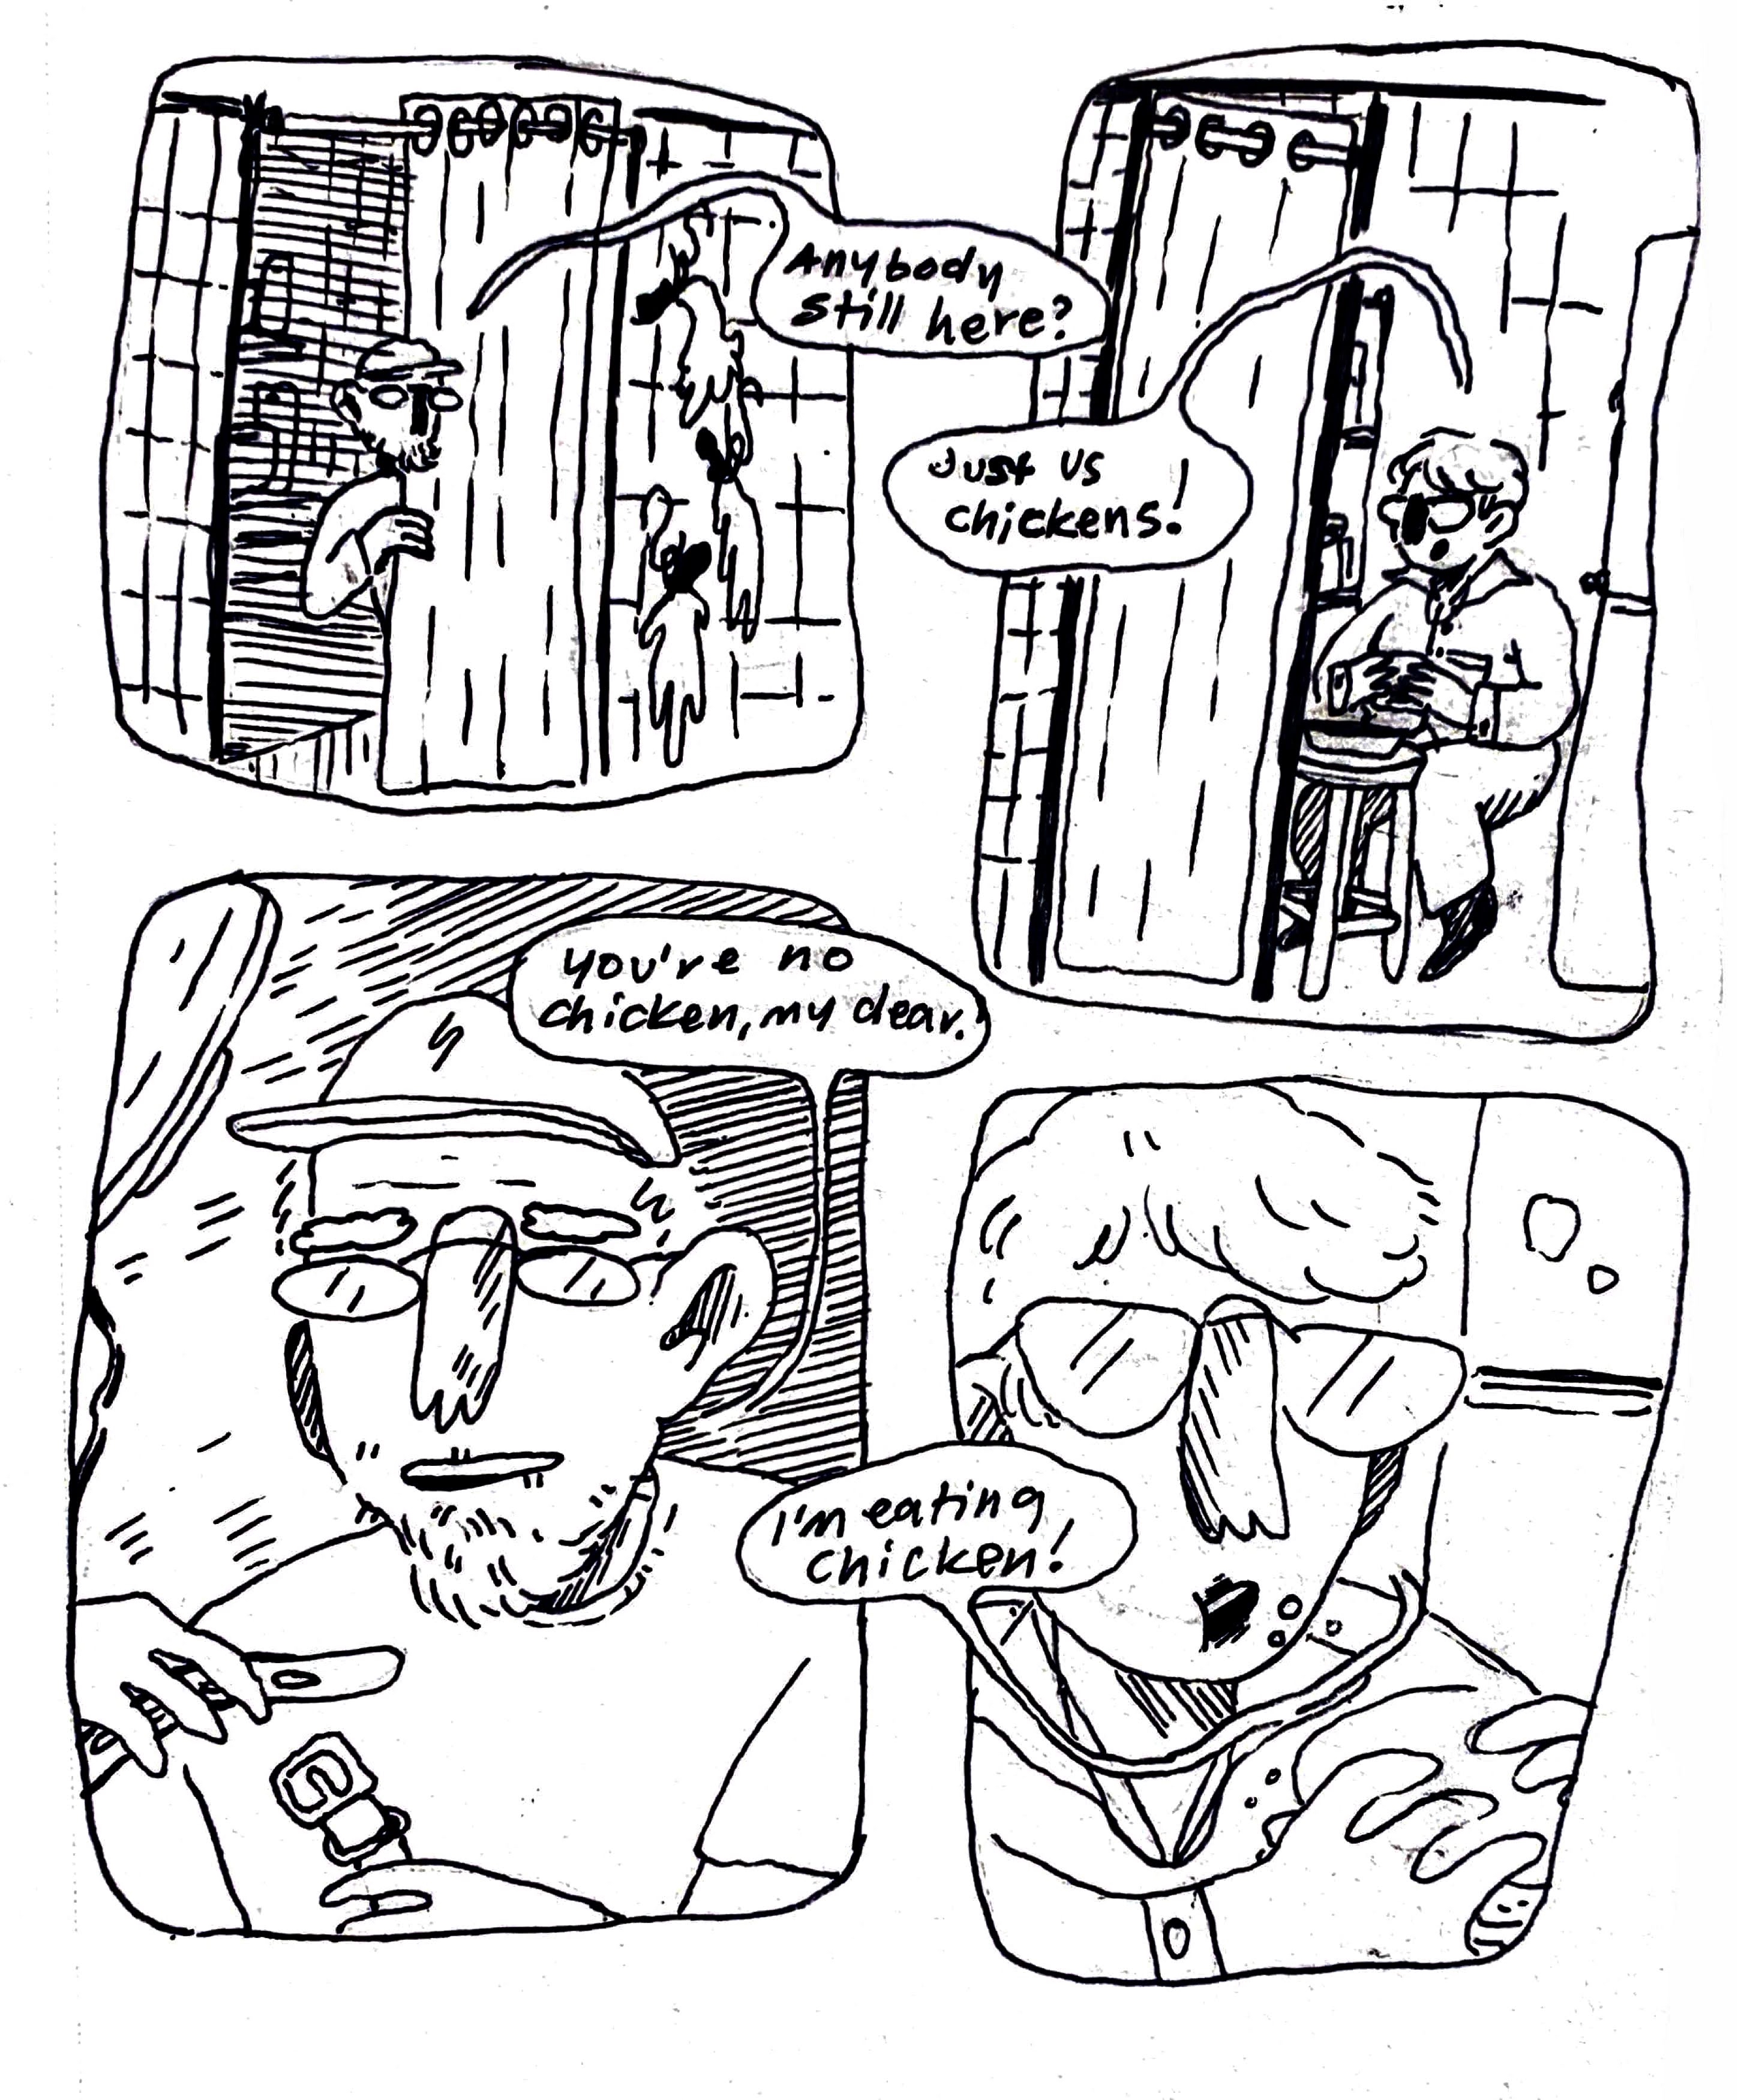 Anybody
still here?
Just us
chickens!
you're no
chicken, my dear.
I'm eating
chicken!